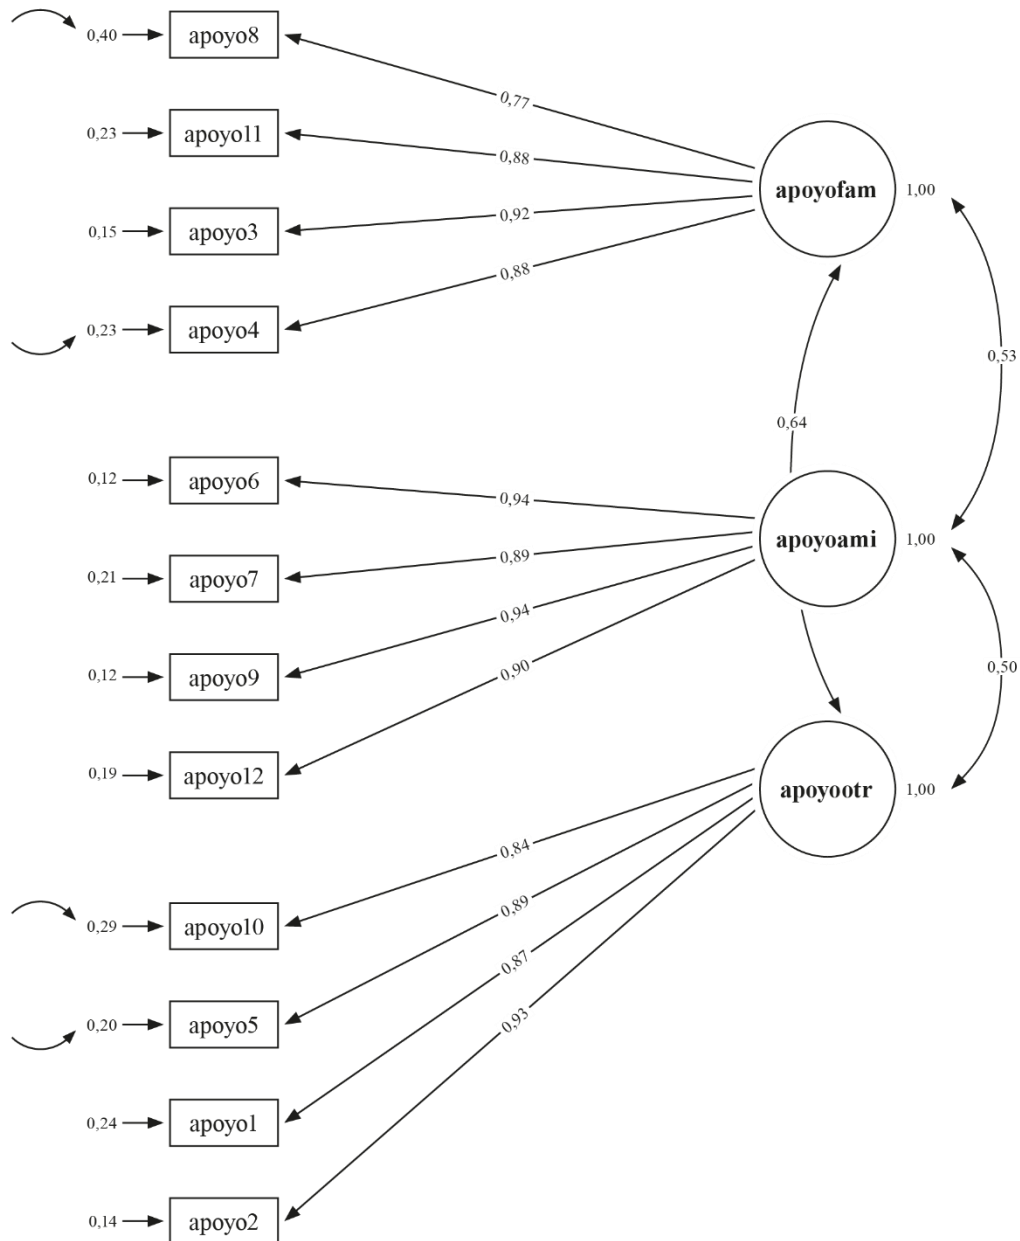 0,40 apoyo8
0,77
0,23 apoyo11
0,88
apoyofam 1,00
0,15 apoyo3
0,92
0,88
0,23 apoyo4
0,53
0,64
0,12 apoyo6
0,94
apoyoami 1,00
0,89
0,21 apoyo7
0,94
0,12 apoyo9
0,90
0,50
0,19 apoyo12
apoyootr 1,00
0,84
0,29 apoyo10
0,89
0,87
0,20 apoyo5
0,93
0,24 apoyo1
0,14 apoyo2